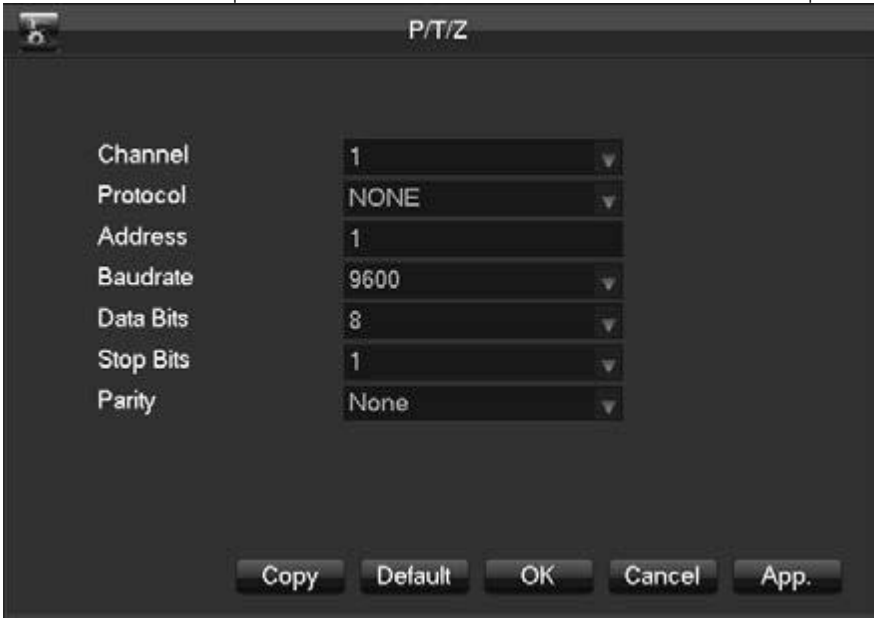 P/T/Z
Channel 1
Protocol NONE
Address 1
Baudrate 9600
Data Bits 8
Stop Bits 1
Parity None
Copy Default OK Cancel App.